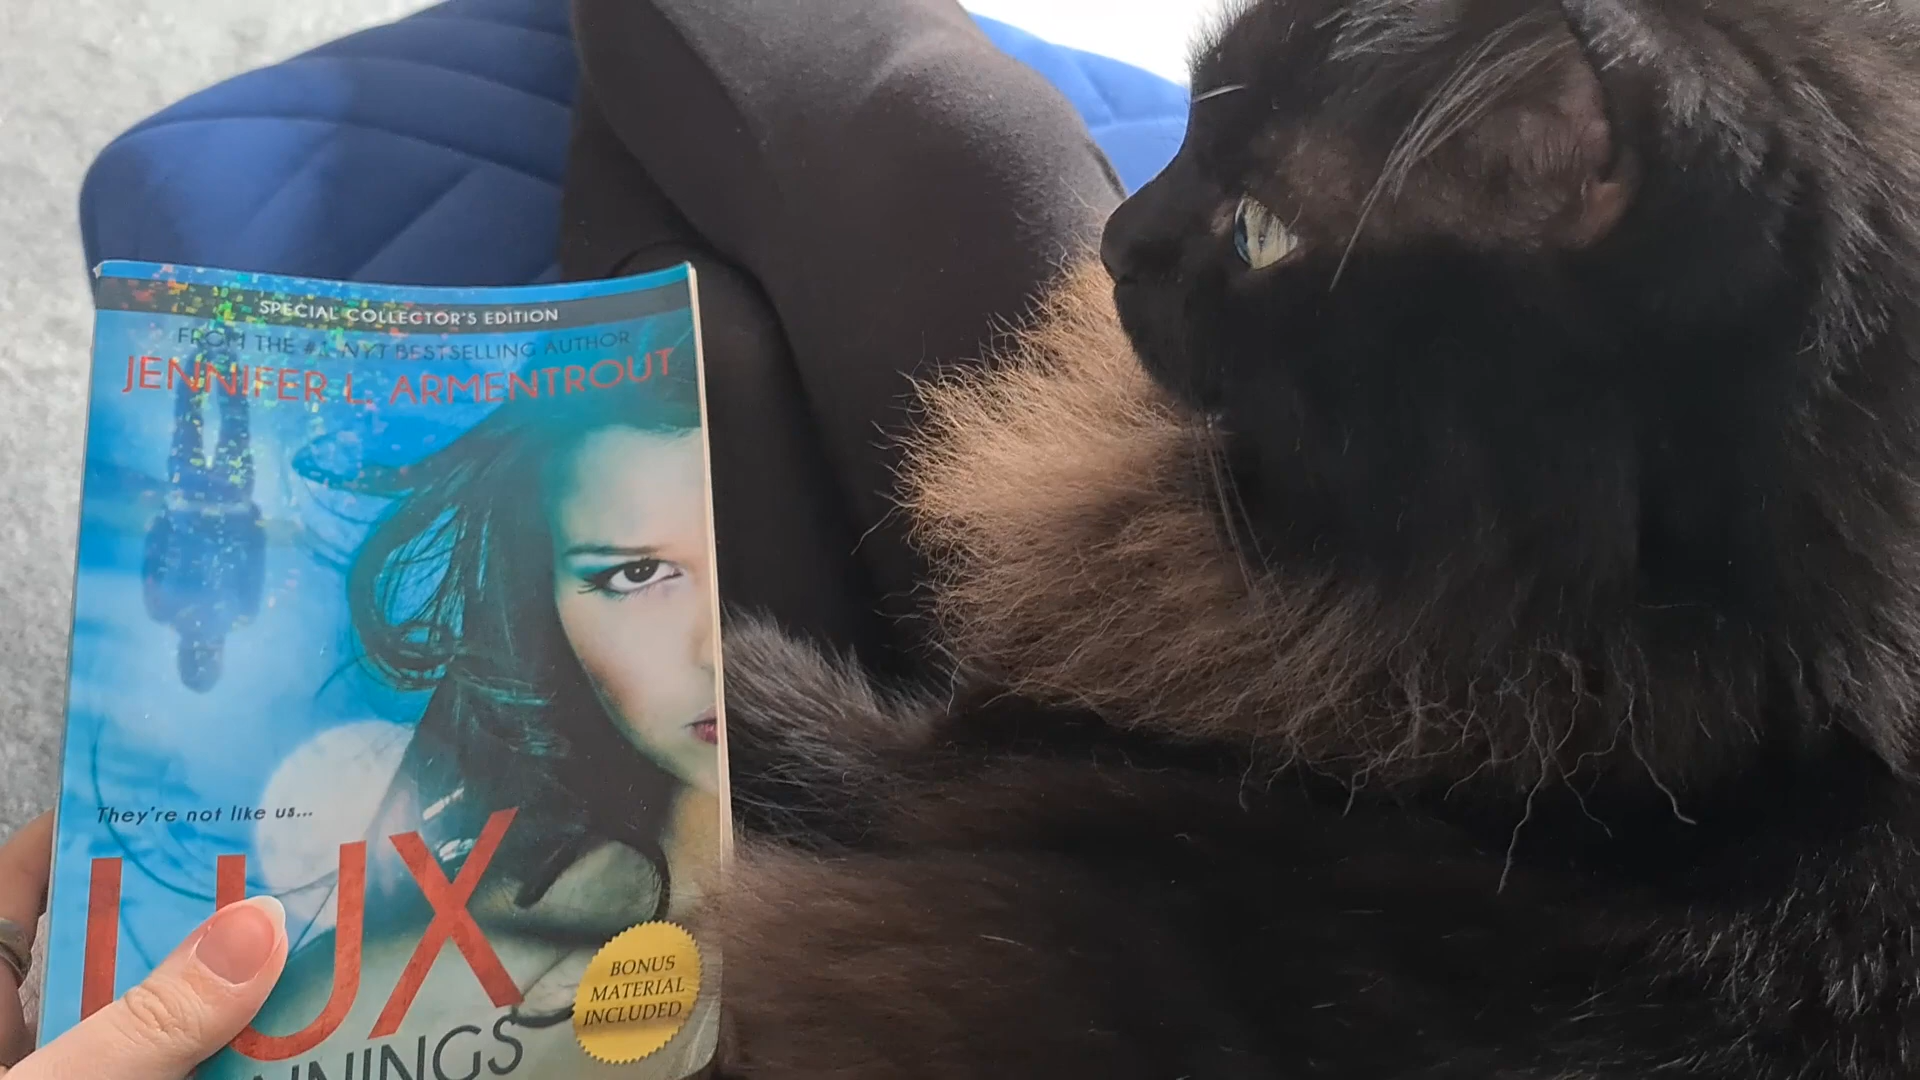 SPECIAL COLLECTOR'S EDITION
FROM THE #1 NYT BESTSELLING AUTHOR
JENNIFER L. ARMENTROUT
They're not like us...
LUX
NNINGS
BONUS
MATERIAL
INCLUDED